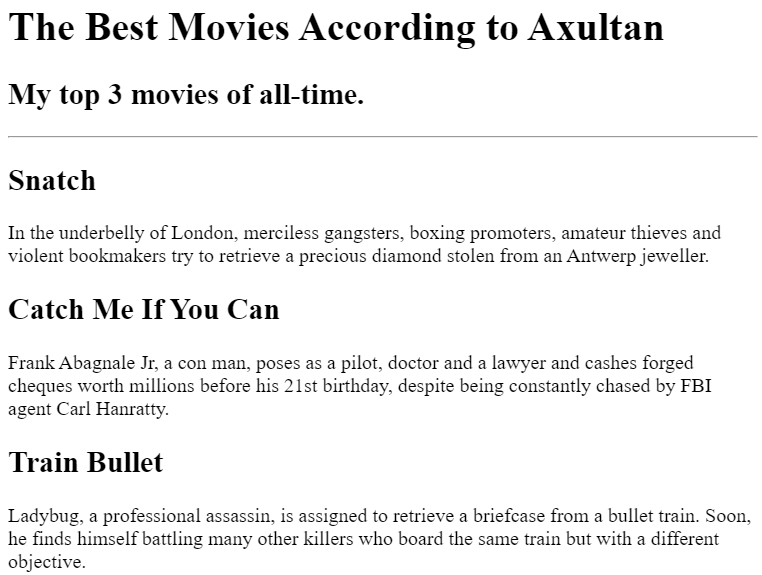 The Best Movies According to Axultan
My top 3 movies of all-time.
Snatch
In the underbelly of London, merciless gangsters, boxing promoters, amateur thieves and
violent bookmakers try to retrieve a precious diamond stolen from an Antwerp jeweller.
Catch Me If You Can
Frank Abagnale Jr, a con man, poses as a pilot, doctor and a lawyer and cashes forged
cheques worth millions before his 21st birthday, despite being constantly chased by FBI
agent Carl Hanratty.
Train Bullet
Ladybug, a professional assassin, is assigned to retrieve a briefcase from a bullet train. Soon,
he finds himself battling many other killers who board the same train but with a different
objective.